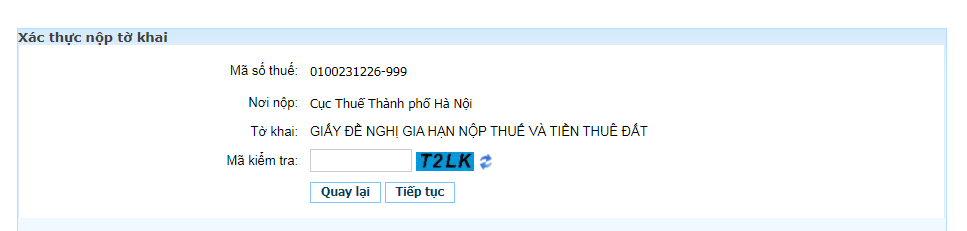 Xác thực nộp tờ khai
Mã số thuế: 0100231226-999
Nơi nộp: Cục Thuế Thành phố Hà Nội
Tờ khai: GIẤY ĐỀ NGHỊ GIA HẠN NỘP THUẾ VÀ TIỀN THUÊ ĐẤT
Mã kiểm tra: T2LK
Quay lại Tiếp tục